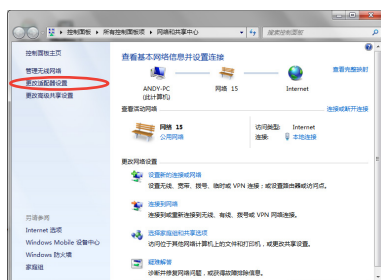 控制面板 ▸ 所有控制面板项 ▸ 网络和共享中心
搜索控制面板
控制面板主页
管理无线网络
更改适配器设置
更改高级共享设置
查看基本网络信息并设置连接
查看完整映射
ANDY-PC
(此计算机)
网络 15
Internet
查看活动网络
连接或断开连接
网络 15
公用网络
访问类型: Internet
连接: 本地连接
更改网络设置
设置新的连接或网络
设置无线、宽带、拨号、临时或 VPN 连接；或设置路由器或访问点。
连接到网络
连接到或重新连接到无线、有线、拨号或 VPN 网络连接。
选择家庭组和共享选项
访问位于其他网络计算机上的文件和打印机，或更改共享设置。
疑难解答
诊断并修复网络问题，或获得故障排除信息。
另请参阅
Internet 选项
Windows Mobile 设备中心
Windows 防火墙
家庭组